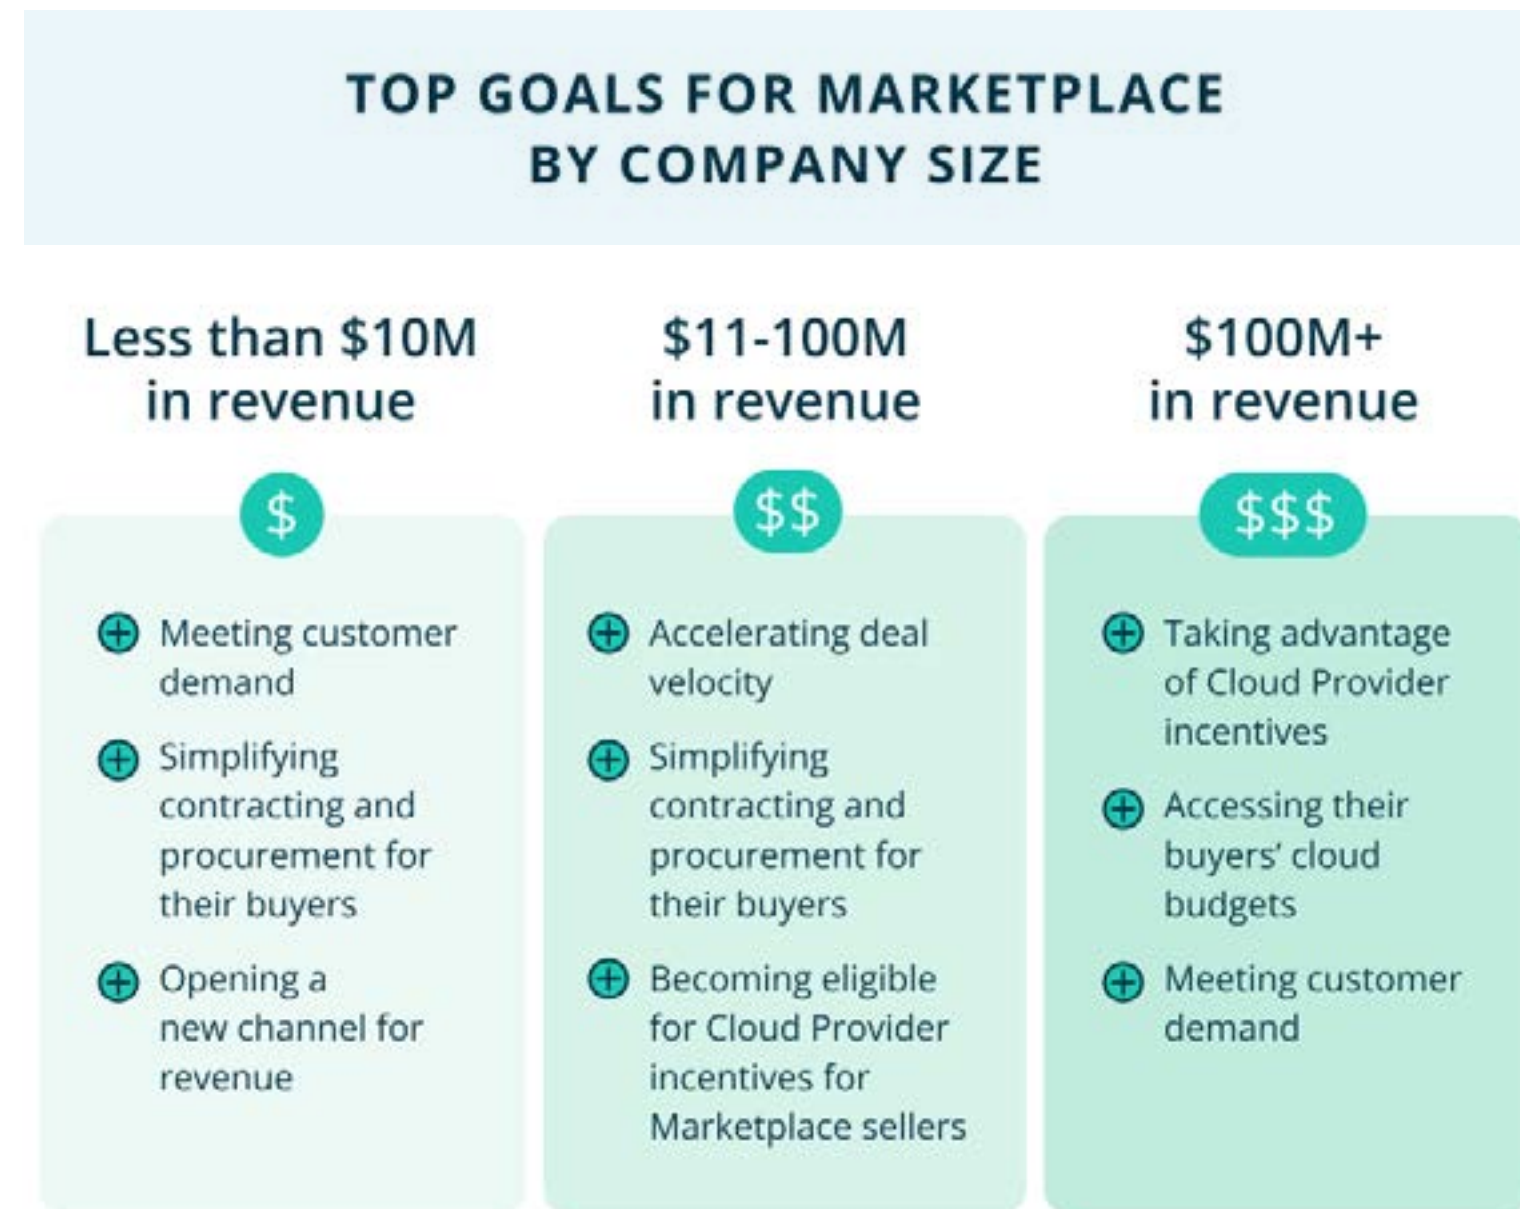 TOP GOALS FOR MARKETPLACE
BY COMPANY SIZE
Less than $10M
in revenue
$
Meeting customer
demand
Simplifying
contracting and
procurement for
their buyers
Opening a
new channel for
revenue
$11-100M
in revenue
$$
Accelerating deal
velocity
Simplifying
contracting and
procurement for
their buyers
Becoming eligible
for Cloud Provider
incentives for
Marketplace sellers
$100M+
in revenue
$$$
Taking advantage
of Cloud Provider
incentives
Accessing their
buyers’ cloud
budgets
Meeting customer
demand